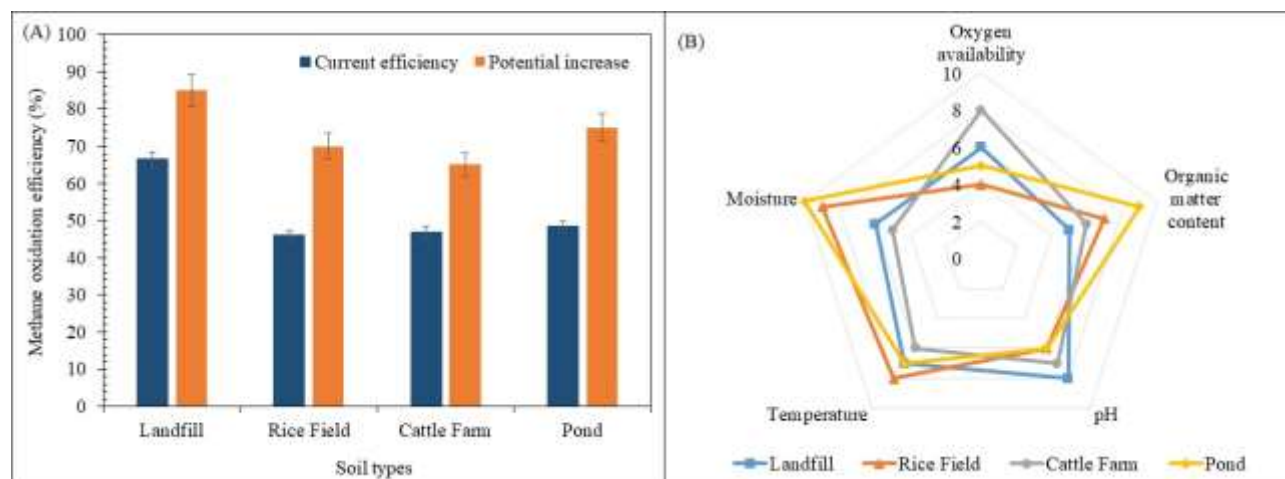 (A)
100
90
80
70
60
50
40
30
20
10
0
Methane oxidation efficiency (%)
Current efficiency Potential increase
Landfill Rice Field Cattle Farm Pond
Soil types
(B)
Oxygen
availability
10
8
6
4
2
0
Organic
matter
content
Moisture
Temperature
pH
Landfill Rice Field Cattle Farm Pond